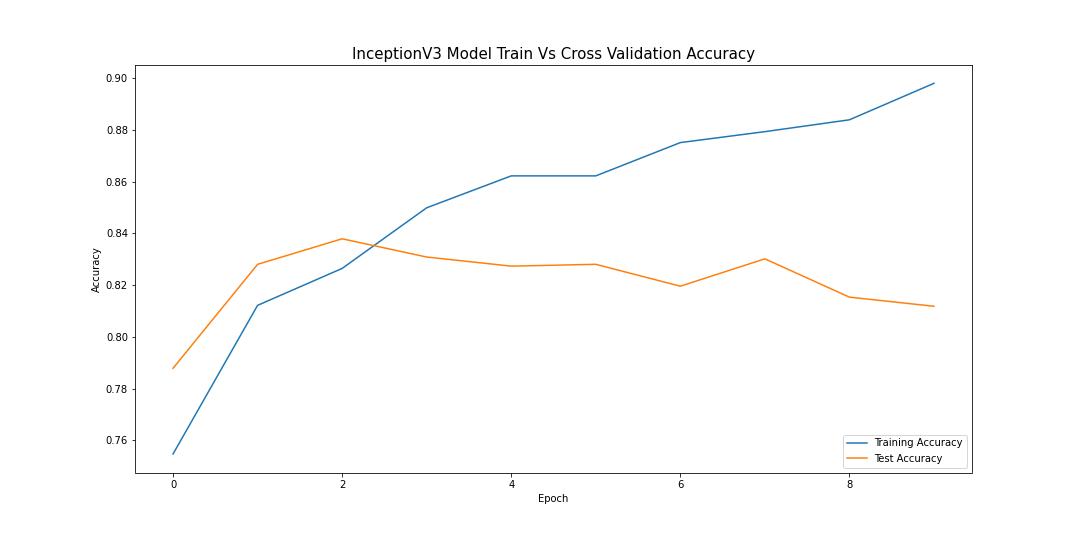 InceptionV3 Model Train Vs Cross Validation Accuracy
0.90
0.88
0.86
0.84
0.82
0.80
0.78
0.76
Accuracy
0
2
4
6
8
Epoch
Training Accuracy
Test Accuracy